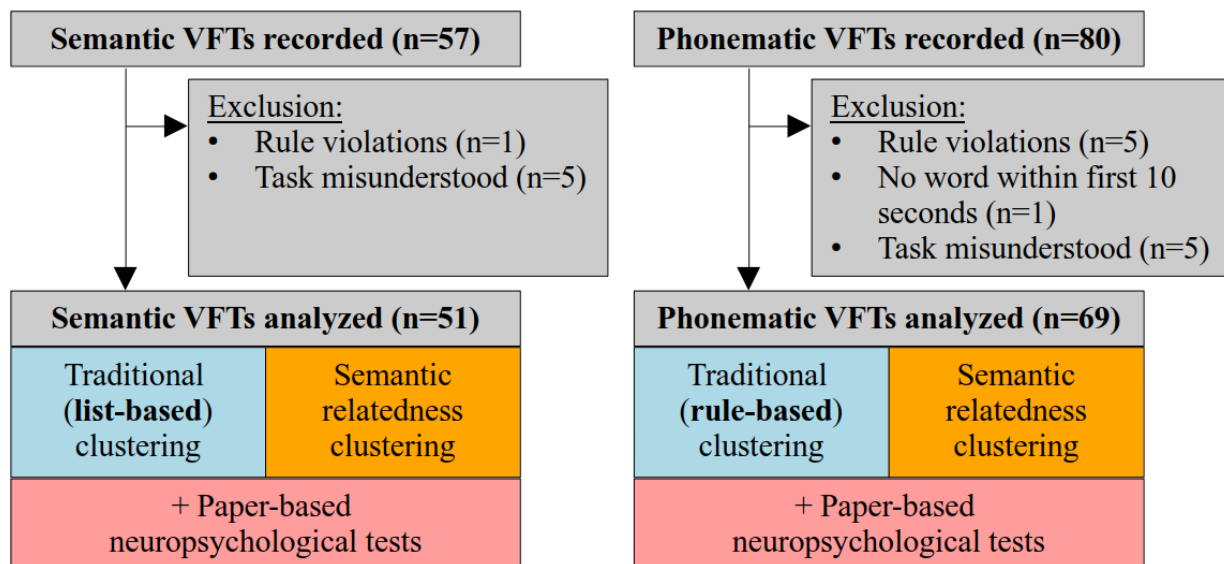 Semantic VFTs recorded (n=57)
Exclusion:
• Rule violations (n=1)
• Task misunderstood (n=5)
Semantic VFTs analyzed (n=51)
Traditional
(list-based)
clustering
Semantic
relatedness
clustering
+ Paper-based
neuropsychological tests
Phonematic VFTs recorded (n=80)
Exclusion:
• Rule violations (n=5)
• No word within first 10
seconds (n=1)
• Task misunderstood (n=5)
Phonematic VFTs analyzed (n=69)
Traditional
(rule-based)
clustering
Semantic
relatedness
clustering
+ Paper-based
neuropsychological tests